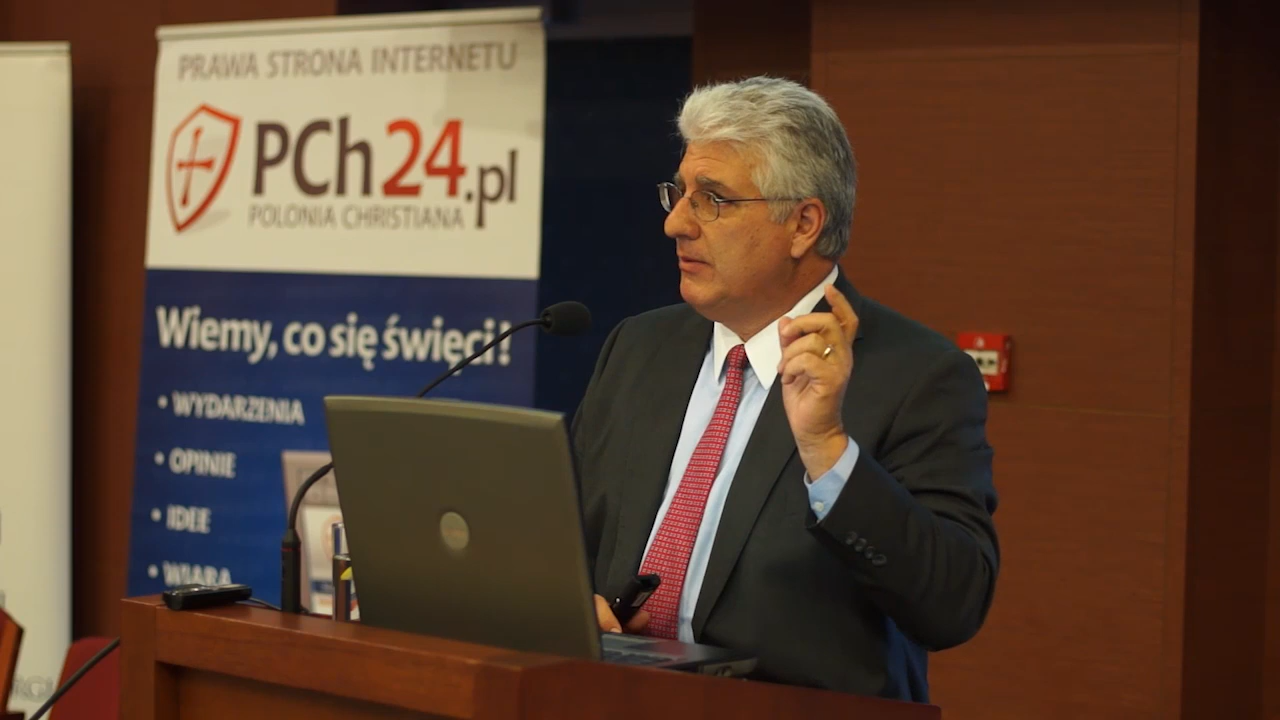 PRAWA STRONA INTERNETU
PCh24.pl
POLONIA CHRISTIANA
Wiemy, co się święci!
• WYDARZENIA
• OPINIE
• IDEE
• WIARA